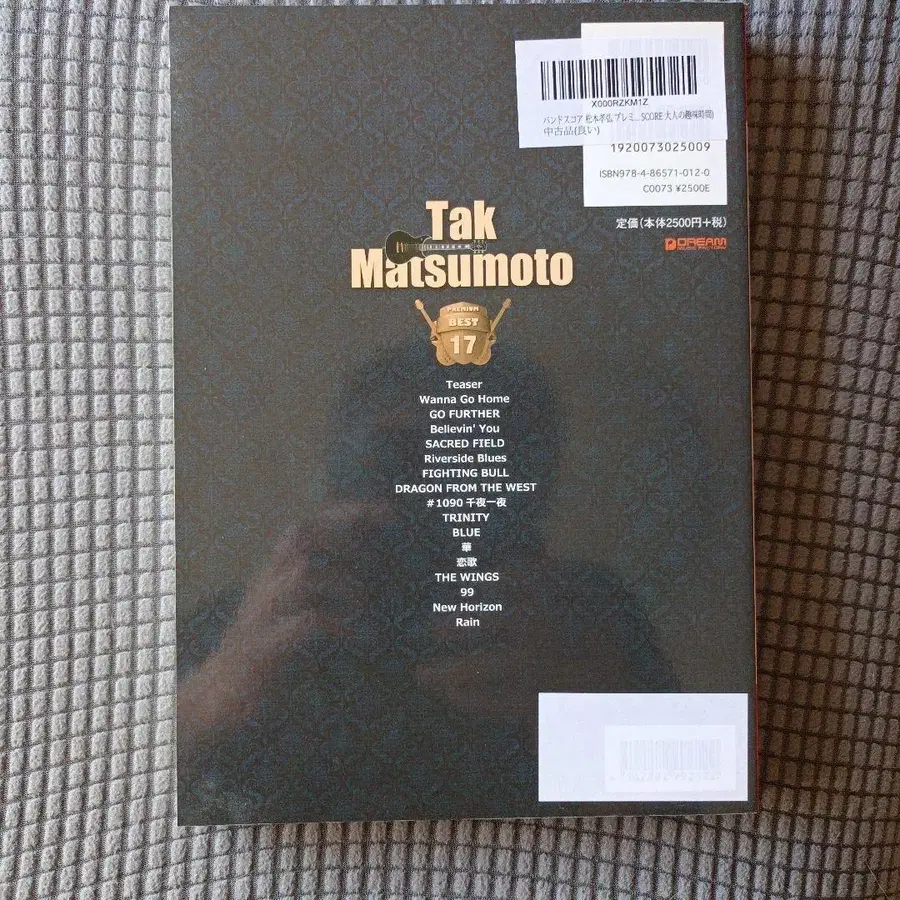 X000RZKM1Z
バンドスコア 松本孝弘 プレミ... SCORE 大人の趣味時間)
中古品(良い)
1920073025009
ISBN978-4-86571-012-0
C0073 ¥2500E
定価(本体2500円+税)
DREAM
MUSIC FACTORY
Tak
Matsumoto
PREMIUM
BEST
17
Teaser
Wanna Go Home
GO FURTHER
Bellevin' You
SACRED FIELD
Riverside Blues
FIGHTING BULL
DRAGON FROM THE WEST
#1090 千夜一夜
TRINITY
BLUE
華
恋歌
THE WINGS
99
New Horizon
Rain